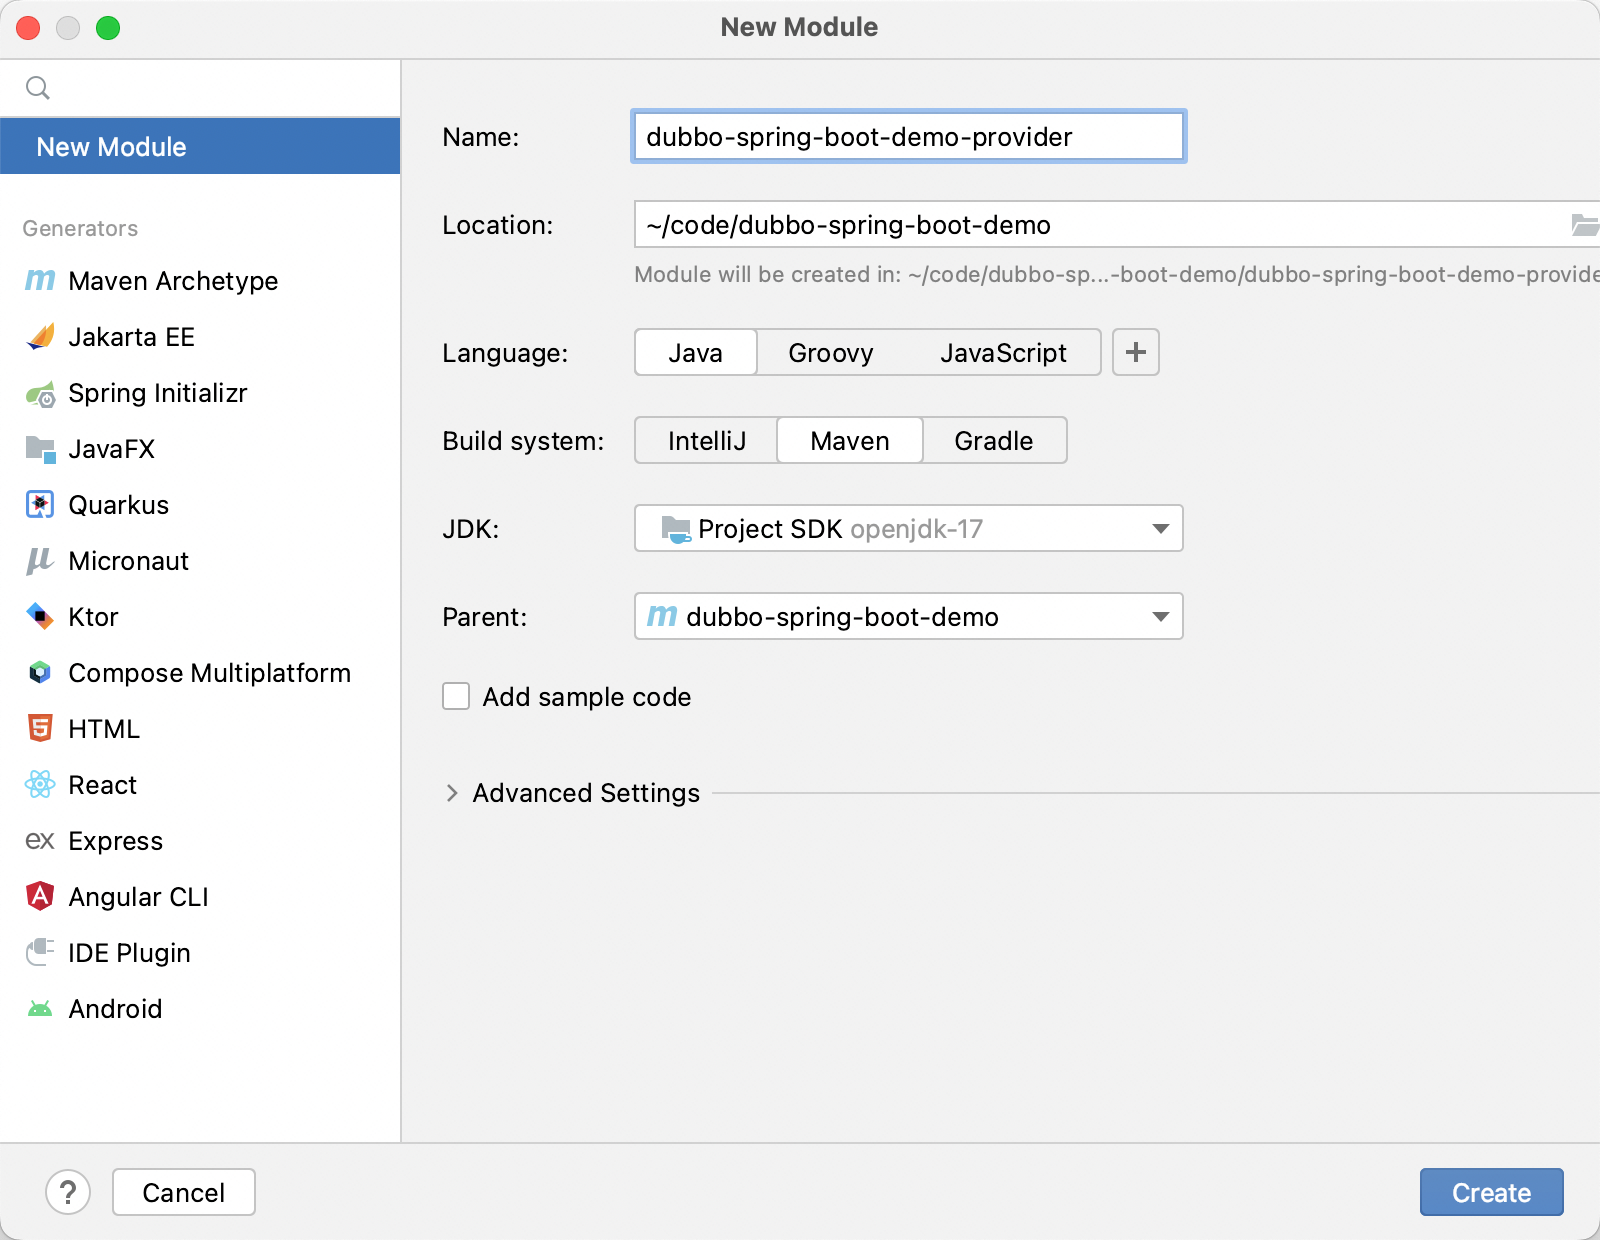 New Module
New Module
Generators
Maven Archetype
Jakarta EE
Spring Initializr
JavaFX
Quarkus
Micronaut
Ktor
Compose Multiplatform
HTML
React
Express
Angular CLI
IDE Plugin
Android
Name: dubbo-spring-boot-demo-provider
Location: ~/code/dubbo-spring-boot-demo
Module will be created in: ~/code/dubbo-sp...-boot-demo/dubbo-spring-boot-demo-provide
Language: Java Groovy JavaScript +
Build system: IntelliJ Maven Gradle
JDK: Project SDK openjdk-17
Parent: m dubbo-spring-boot-demo
Add sample code
Advanced Settings
? Cancel Create